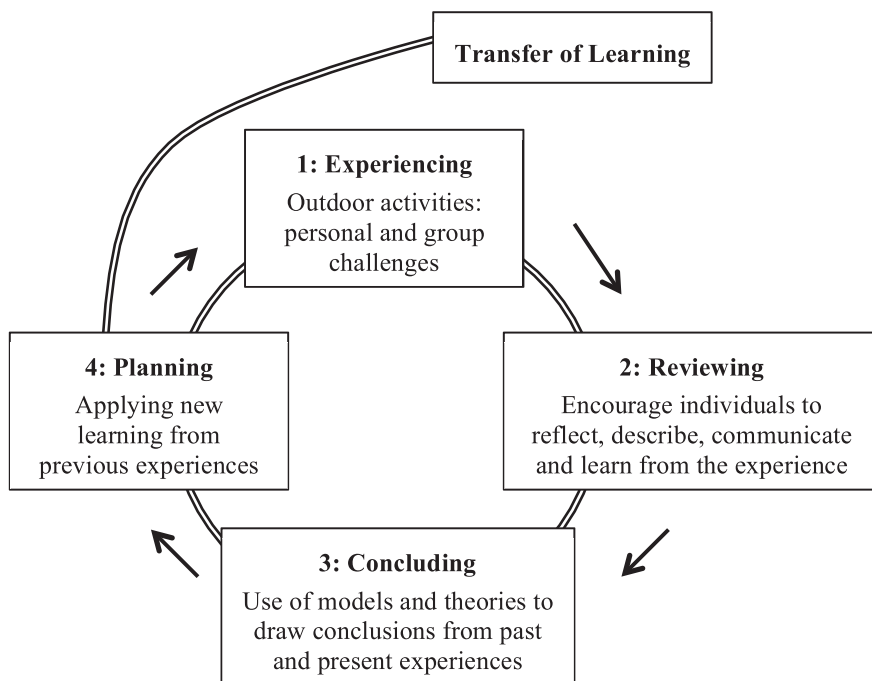 Transfer of Learning
1: Experiencing
Outdoor activities:
personal and group
challenges
2: Reviewing
Encourage individuals to
reflect, describe, communicate
and learn from the experience
3: Concluding
Use of models and theories to
draw conclusions from past
and present experiences
4: Planning
Applying new
learning from
previous experiences